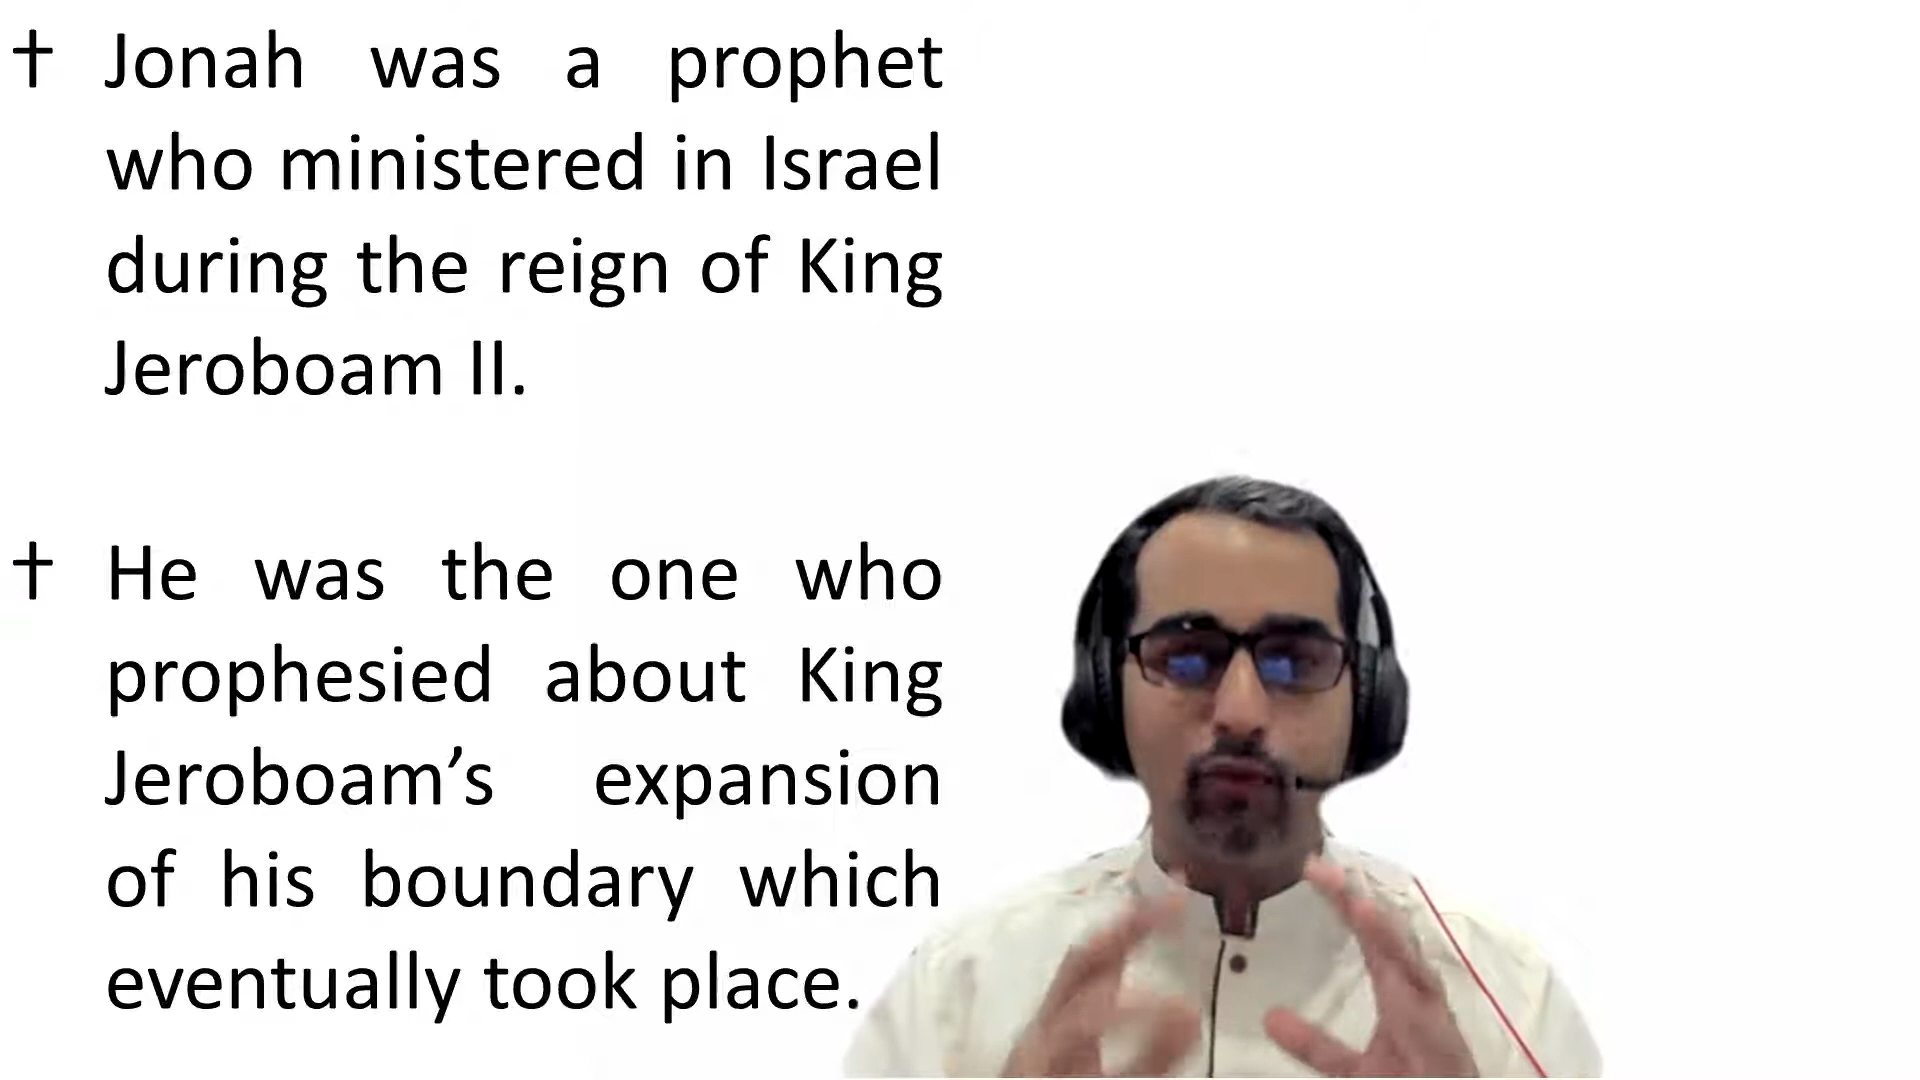 † Jonah was a prophet
who ministered in Israel
during the reign of King
Jeroboam II.
† He was the one who
prophesied about King
Jeroboam’s expansion
of his boundary which
eventually took place.